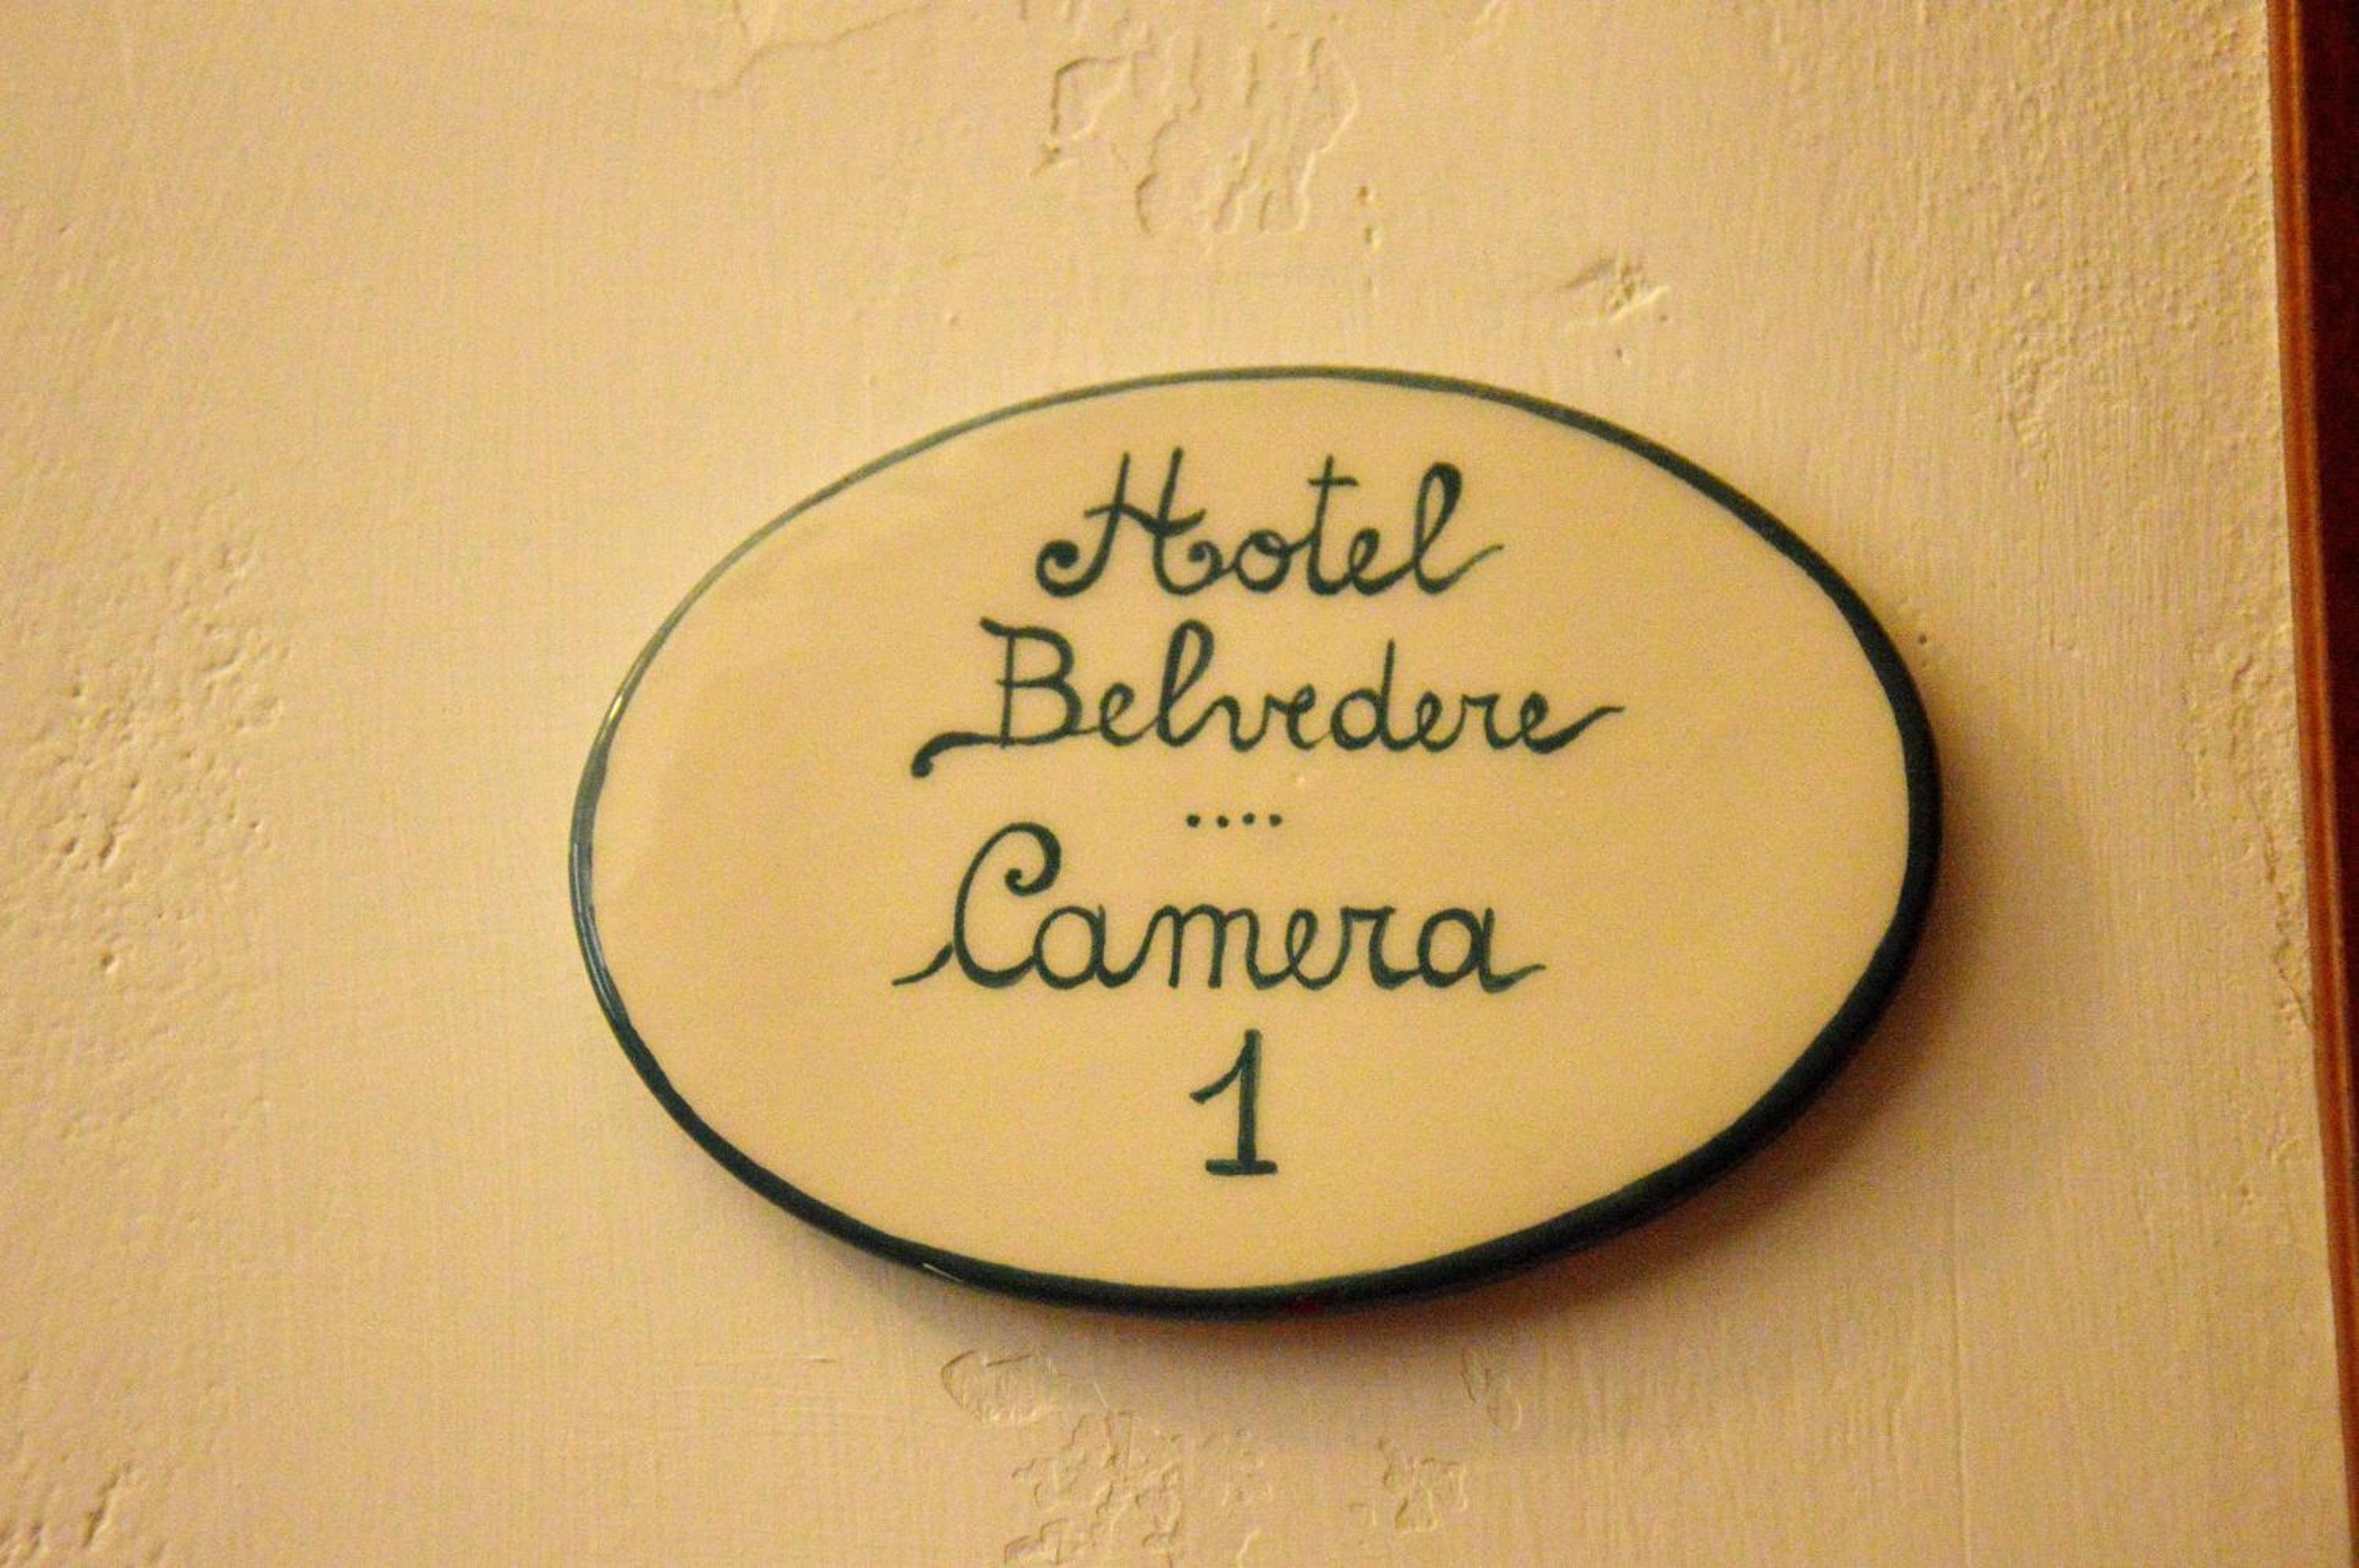 Hotel
Belvedere
....
Camera
1